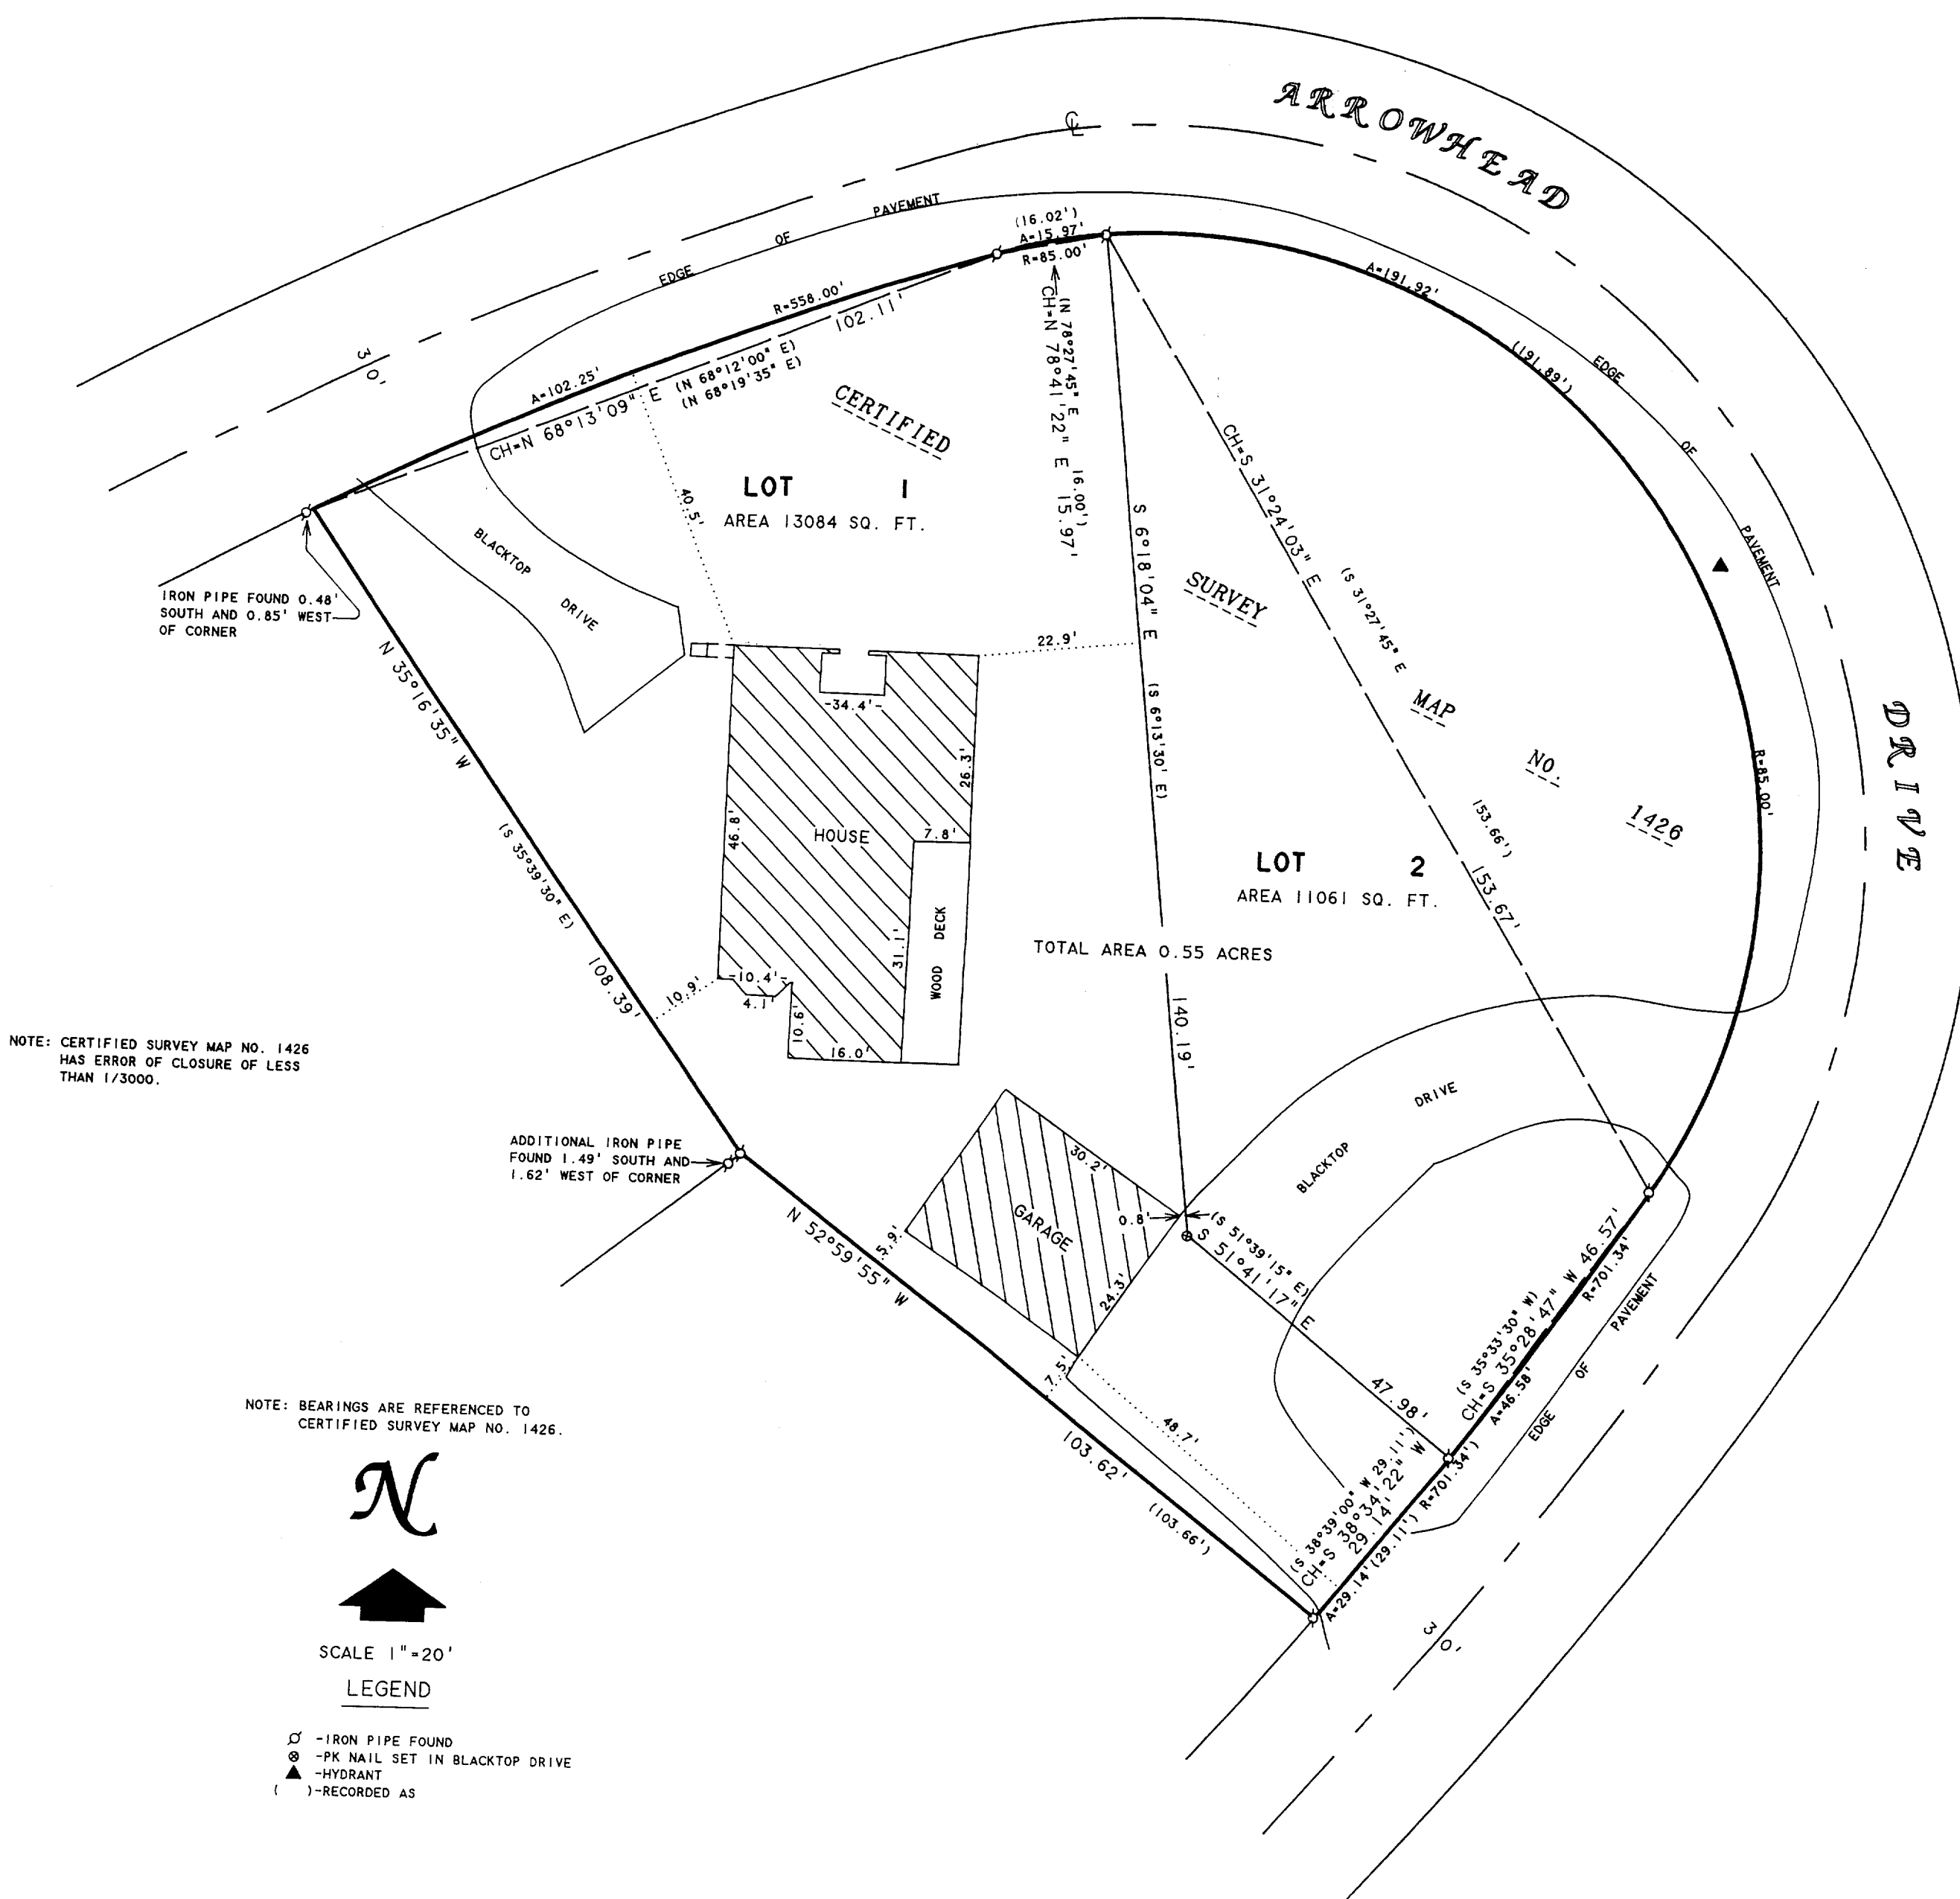 ARROWHEAD
DRIVE
℄
(16.02')
A=15.97'
R=85.00'
EDGE OF PAVEMENT
R=558.00'
102.11'
A=102.25'
CH=N 68°13'09" E
(N 68°12'00" E)
(N 68°19'35" E)
30'
(N 78°27'45" E 16.00')
CH=N 78°41'22" E 15.97'
A=191.92'
(191.89')
EDGE OF PAVEMENT
R=85.00'
CERTIFIED SURVEY MAP NO. 1426
LOT 1
AREA 13084 SQ. FT.
40.5'
BLACKTOP DRIVE
IRON PIPE FOUND 0.48'
SOUTH AND 0.85' WEST
OF CORNER
N 35°16'35" W
(S 35°39'30" E)
108.39'
S 6°18'04" E
(S 6°13'30' E)
140.19'
CH=S 31°24'03" E
(S 31°27'45" E
153.66')
153.67'
22.9'
34.4'
26.3'
46.8'
HOUSE
7.8'
31.1'
WOOD DECK
10.4'
4.1'
10.6'
16.0'
10.9'
LOT 2
AREA 11061 SQ. FT.
TOTAL AREA 0.55 ACRES
NOTE: CERTIFIED SURVEY MAP NO. 1426
HAS ERROR OF CLOSURE OF LESS
THAN 1/3000.
ADDITIONAL IRON PIPE
FOUND 1.49' SOUTH AND
1.62' WEST OF CORNER
BLACKTOP DRIVE
30.2'
GARAGE
0.8'
24.3'
5.9'
7.5'
48.7'
N 52°59'55" W
103.62'
(103.66')
(S 51°39'15" E)
S 51°41'17" E
47.98'
(S 35°33'30" W)
CH=S 35°28'47" W 46.57'
R=701.34'
A=46.58'
EDGE OF PAVEMENT
(S 38°39'00" W 29.11')
CH=S 38°34'22" W
29.14'
R=701.34')
A=29.14'(29.11')
30'
NOTE: BEARINGS ARE REFERENCED TO
CERTIFIED SURVEY MAP NO. 1426.
N
SCALE 1"=20'
LEGEND
-IRON PIPE FOUND
-PK NAIL SET IN BLACKTOP DRIVE
-HYDRANT
( )-RECORDED AS